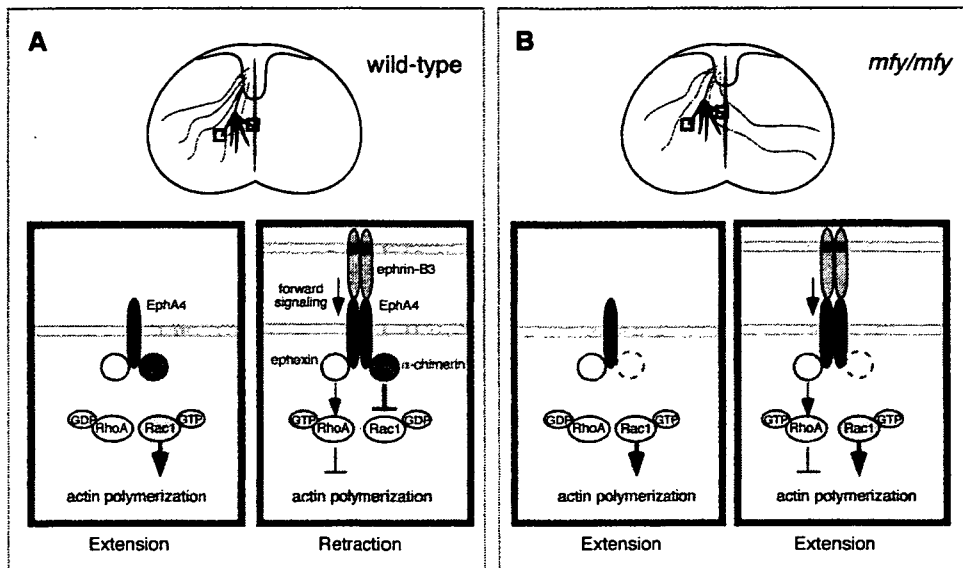 A
wild-type
EphA4
GDP
RhoA
Rac1
GTP
actin polymerization
Extension
ephrin-B3
forward
signaling
EphA4
ephexin
α-chimerin
GTP
RhoA
Rac1
GDP
actin polymerization
Retraction
B
mfy/mfy
GDP
RhoA
Rac1
GTP
actin polymerization
Extension
GTP
RhoA
Rac1
GTP
actin polymerization
Extension